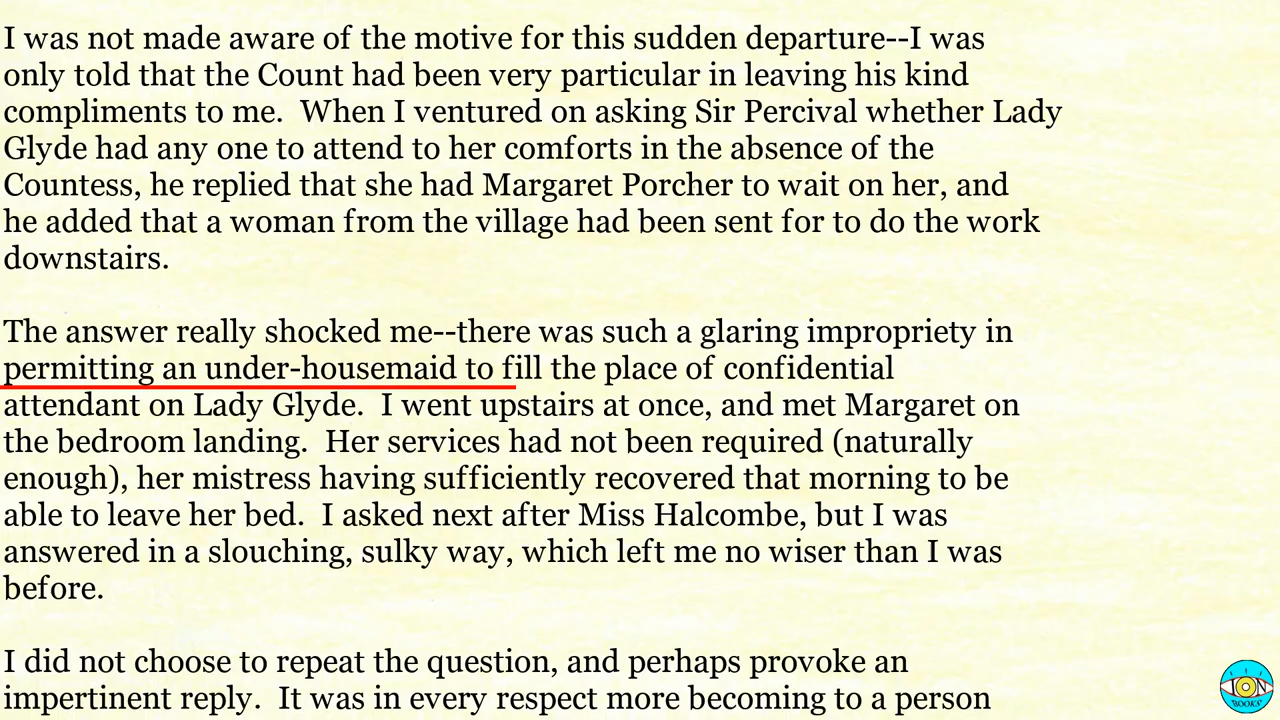 I was not made aware of the motive for this sudden departure--I was
only told that the Count had been very particular in leaving his kind
compliments to me.  When I ventured on asking Sir Percival whether Lady
Glyde had any one to attend to her comforts in the absence of the
Countess, he replied that she had Margaret Porcher to wait on her, and
he added that a woman from the village had been sent for to do the work
downstairs.
The answer really shocked me--there was such a glaring impropriety in
permitting an under-housemaid to fill the place of confidential
attendant on Lady Glyde.  I went upstairs at once, and met Margaret on
the bedroom landing.  Her services had not been required (naturally
enough), her mistress having sufficiently recovered that morning to be
able to leave her bed.  I asked next after Miss Halcombe, but I was
answered in a slouching, sulky way, which left me no wiser than I was
before.
I did not choose to repeat the question, and perhaps provoke an
impertinent reply.  It was in every respect more becoming to a person
ION
BOOKS